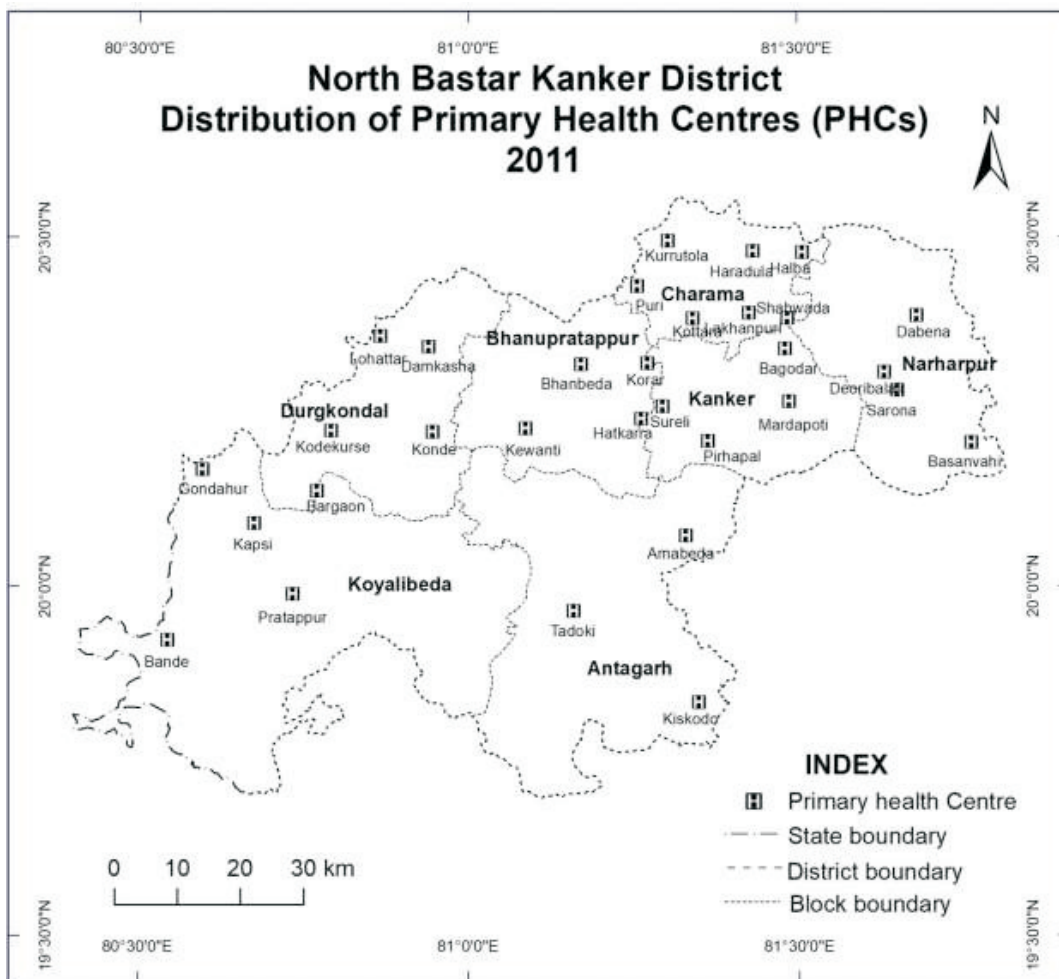 80°30'0"E 81°0'0"E 81°30'0"E
North Bastar Kanker District
Distribution of Primary Health Centres (PHCs)
2011
N
20°30'0"N
20°30'0"N
Kurrutola
Haradula
Halba
Puri
Charama
Shahwada
Kottara
Lakhanpuri
Dabena
Lohattar
Damkasha
Bhanupratappur
Bhanbeda
Korar
Bagodar
Narharpur
Deoribalaji
Sarona
Durgkondal
Kanker
Kodekurse
Konde
Kewanti
Hatkarra
Sureli
Mardapoti
Pirhapal
Basanvahi
Gondahur
Bargaon
Kapsi
Amabeda
20°0'0"N
20°0'0"N
Koyalibeda
Pratappur
Tadoki
Bande
Antagarh
Kiskodo
INDEX
Primary health Centre
State boundary
District boundary
Block boundary
0 10 20 30 km
19°30'0"N
19°30'0"N
80°30'0"E 81°0'0"E 81°30'0"E